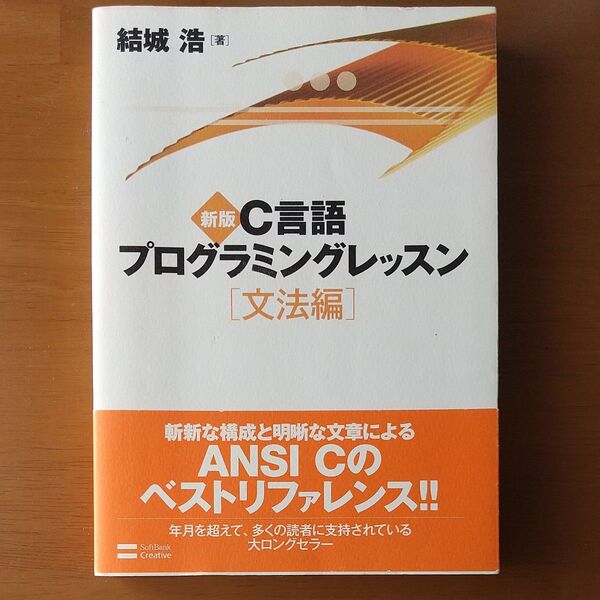 結城 浩[著]
新版 C言語
プログラミングレッスン
[文法編]
斬新な構成と明晰な文章による
ANSI Cの
ベストリファレンス!!
年月を超えて、多くの読者に支持されている
大ロングセラー
SoftBank
Creative